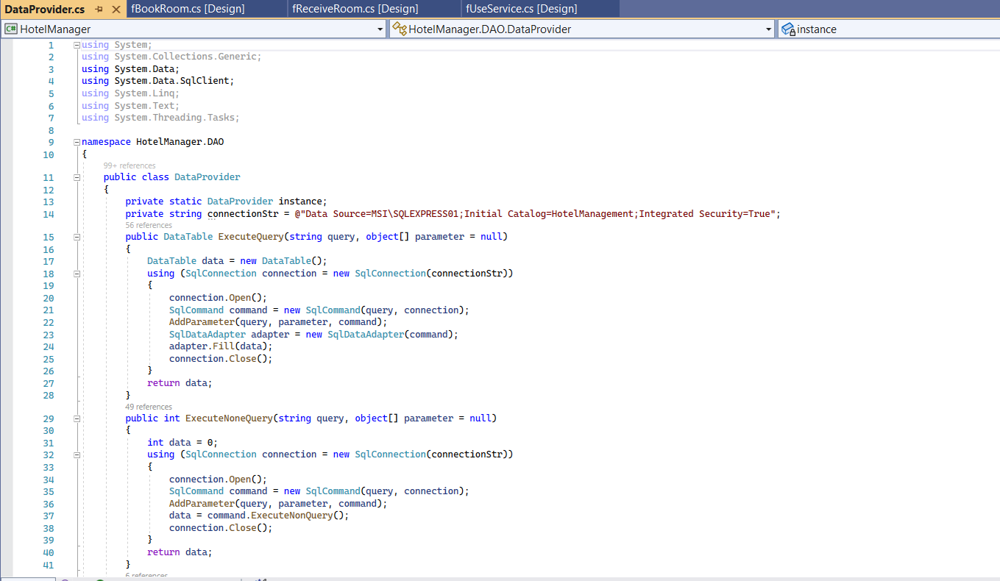 DataProvider.cs fBookRoom.cs [Design] fReceiveRoom.cs [Design] fUseService.cs [Design]
C# HotelManager HotelManager.DAO.DataProvider instance
1 using System;
2 using System.Collections.Generic;
3 using System.Data;
4 using System.Data.SqlClient;
5 using System.Linq;
6 using System.Text;
7 using System.Threading.Tasks;
8
9 namespace HotelManager.DAO
10 {
99+ references
11 public class DataProvider
12 {
13 private static DataProvider instance;
14 private string connectionStr = @"Data Source=MSI\SQLEXPRESS01;Initial Catalog=HotelManagement;Integrated Security=True";
56 references
15 public DataTable ExecuteQuery(string query, object[] parameter = null)
16 {
17 DataTable data = new DataTable();
18 using (SqlConnection connection = new SqlConnection(connectionStr))
19 {
20 connection.Open();
21 SqlCommand command = new SqlCommand(query, connection);
22 AddParameter(query, parameter, command);
23 SqlDataAdapter adapter = new SqlDataAdapter(command);
24 adapter.Fill(data);
25 connection.Close();
26 }
27 return data;
28 }
49 references
29 public int ExecuteNoneQuery(string query, object[] parameter = null)
30 {
31 int data = 0;
32 using (SqlConnection connection = new SqlConnection(connectionStr))
33 {
34 connection.Open();
35 SqlCommand command = new SqlCommand(query, connection);
36 AddParameter(query, parameter, command);
37 data = command.ExecuteNonQuery();
38 connection.Close();
39 }
40 return data;
41 }
6 references